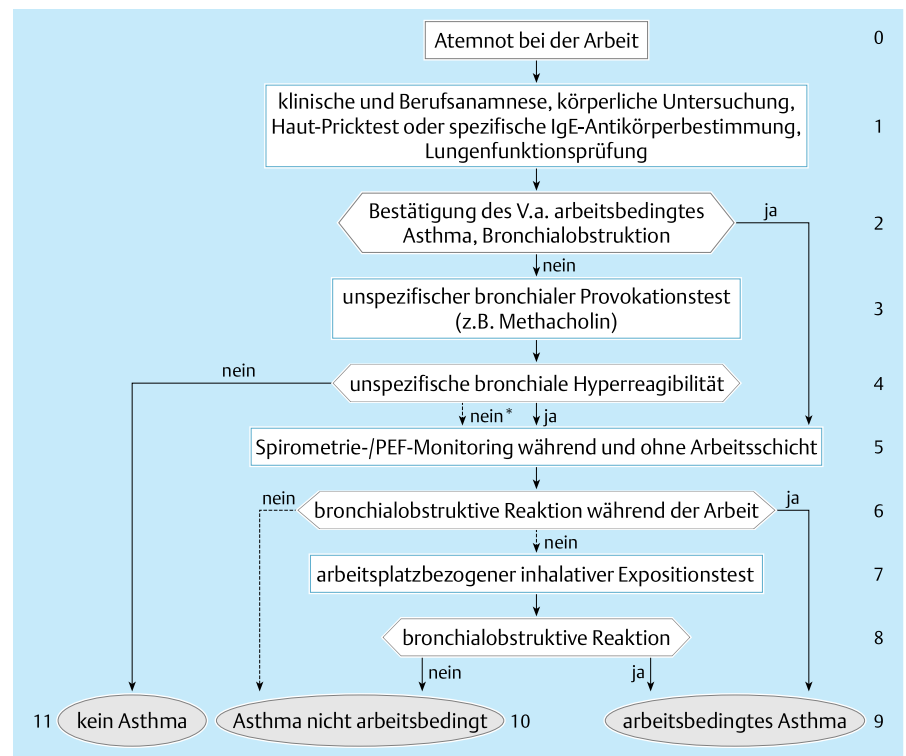 Atemnot bei der Arbeit
0
klinische und Berufsanamnese, körperliche Untersuchung,
Haut-Pricktest oder spezifische IgE-Antikörperbestimmung,
Lungenfunktionsprüfung
1
Bestätigung des V.a. arbeitsbedingtes
Asthma, Bronchialobstruktion
ja
2
nein
unspezifischer bronchialer Provokationstest
(z.B. Methacholin)
3
nein
unspezifische bronchiale Hyperreagibilität
4
nein*
ja
Spirometrie-/PEF-Monitoring während und ohne Arbeitsschicht
5
nein
bronchialobstruktive Reaktion während der Arbeit
ja
6
nein
arbeitsplatzbezogener inhalativer Expositionstest
7
bronchialobstruktive Reaktion
8
nein
ja
11
kein Asthma
Asthma nicht arbeitsbedingt
10
arbeitsbedingtes Asthma
9